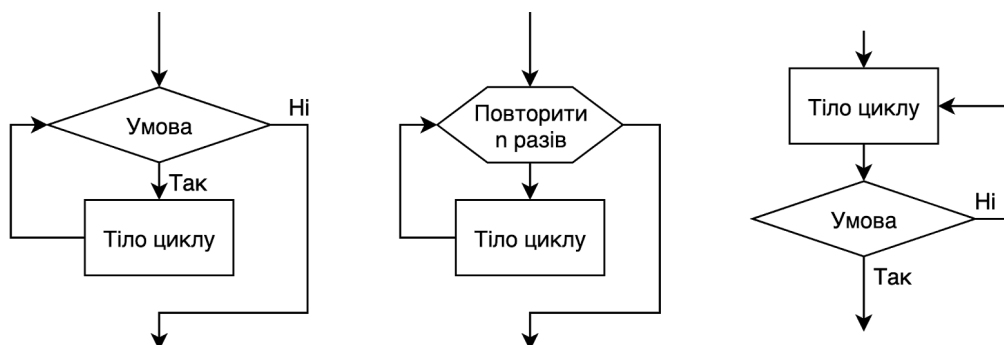 Умова
Ні
Так
Тіло циклу
Повторити
n разів
Тіло циклу
Тіло циклу
Умова
Ні
Так